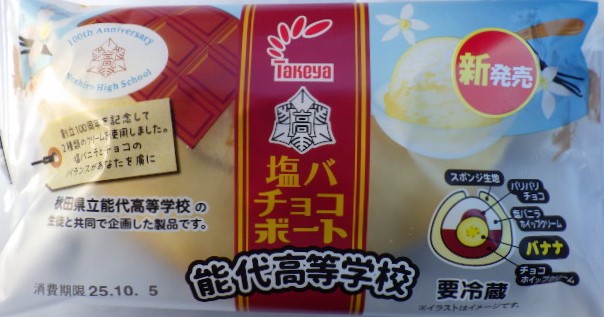 100th Anniversary
Noshiro High School
創立100周年を記念して
2種類のクリームを使用しました。
塩バニラとチョコの
バランスがあなたを虜に
秋田県立能代高等学校の
生徒と共同で企画した製品です。
消費期限 25.10. 5
Takeya
高
塩バ
チョコ
ボート
能代高等学校
新発売
スポンジ生地
パリパリ
チョコ
塩バニラ
ホイップクリーム
バナナ
チョコ
ホイップクリーム
要冷蔵
※イラストはイメージです。